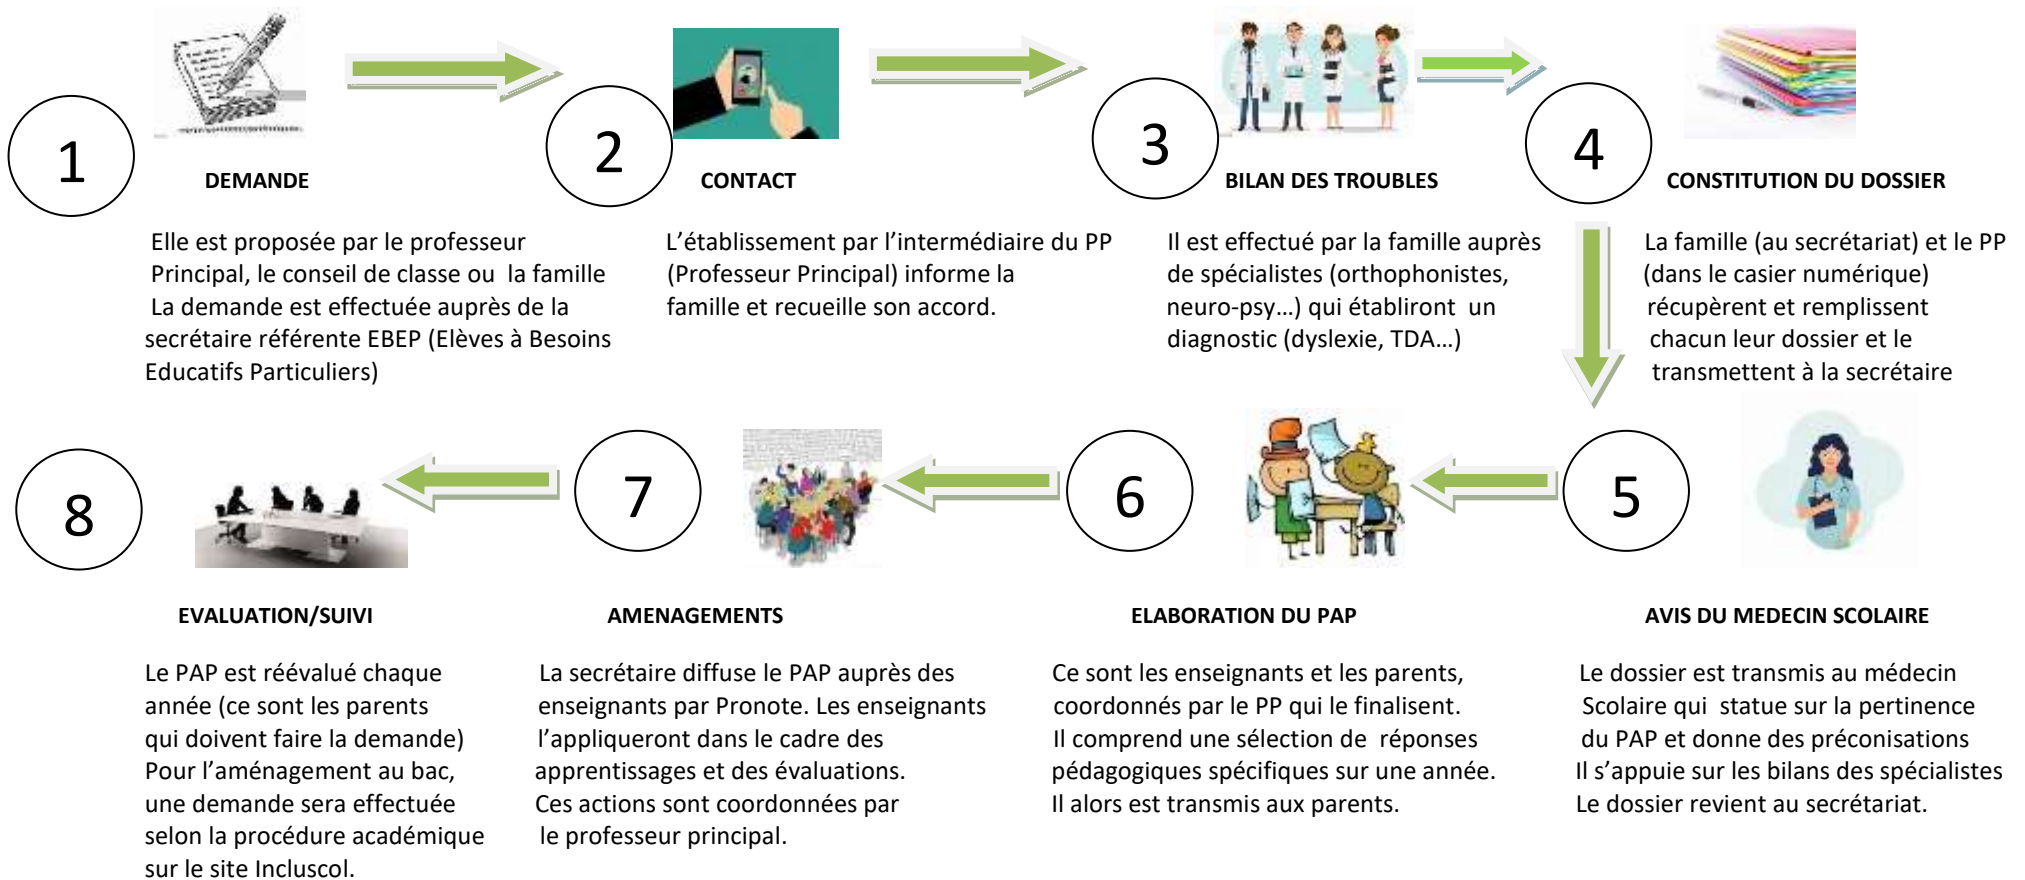 1
DEMANDE
Elle est proposée par le professeur
Principal, le conseil de classe ou la famille
La demande est effectuée auprès de la
secrétaire référente EBEP (Elèves à Besoins
Educatifs Particuliers)
2
CONTACT
L’établissement par l’intermédiaire du PP
(Professeur Principal) informe la
famille et recueille son accord.
3
BILAN DES TROUBLES
Il est effectué par la famille auprès
de spécialistes (orthophonistes,
neuro-psy…) qui établiront un
diagnostic (dyslexie, TDA…)
4
CONSTITUTION DU DOSSIER
La famille (au secrétariat) et le PP
(dans le casier numérique)
récupèrent et remplissent
chacun leur dossier et le
transmettent à la secrétaire
5
AVIS DU MEDECIN SCOLAIRE
Le dossier est transmis au médecin
Scolaire qui statue sur la pertinence
du PAP et donne des préconisations
Il s’appuie sur les bilans des spécialistes
Le dossier revient au secrétariat.
6
ELABORATION DU PAP
Ce sont les enseignants et les parents,
coordonnés par le PP qui le finalisent.
Il comprend une sélection de réponses
pédagogiques spécifiques sur une année.
Il alors est transmis aux parents.
7
AMENAGEMENTS
La secrétaire diffuse le PAP auprès des
enseignants par Pronote. Les enseignants
l’appliqueront dans le cadre des
apprentissages et des évaluations.
Ces actions sont coordonnées par
le professeur principal.
8
EVALUATION/SUIVI
Le PAP est réévalué chaque
année (ce sont les parents
qui doivent faire la demande)
Pour l’aménagement au bac,
une demande sera effectuée
selon la procédure académique
sur le site Incluscol.